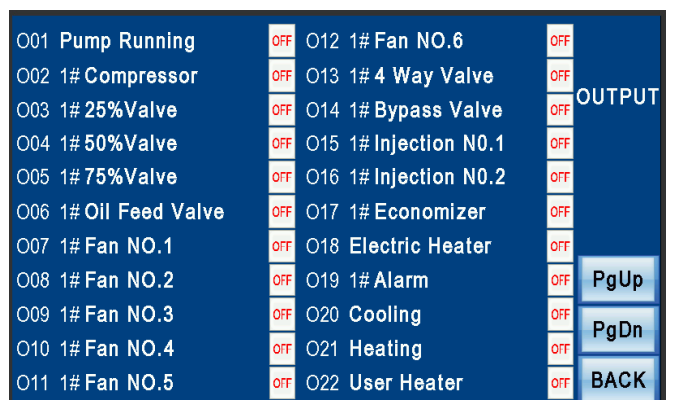 O01 Pump Running OFF
O02 1# Compressor OFF
O03 1# 25%Valve OFF
O04 1# 50%Valve OFF
O05 1# 75%Valve OFF
O06 1# Oil Feed Valve OFF
O07 1# Fan NO.1 OFF
O08 1# Fan NO.2 OFF
O09 1# Fan NO.3 OFF
O10 1# Fan NO.4 OFF
O11 1# Fan NO.5 OFF
O12 1# Fan NO.6 OFF
O13 1# 4 Way Valve OFF
O14 1# Bypass Valve OFF
O15 1# Injection N0.1 OFF
O16 1# Injection N0.2 OFF
O17 1# Economizer OFF
O18 Electric Heater OFF
O19 1# Alarm OFF
O20 Cooling OFF
O21 Heating OFF
O22 User Heater OFF
OUTPUT
PgUp
PgDn
BACK